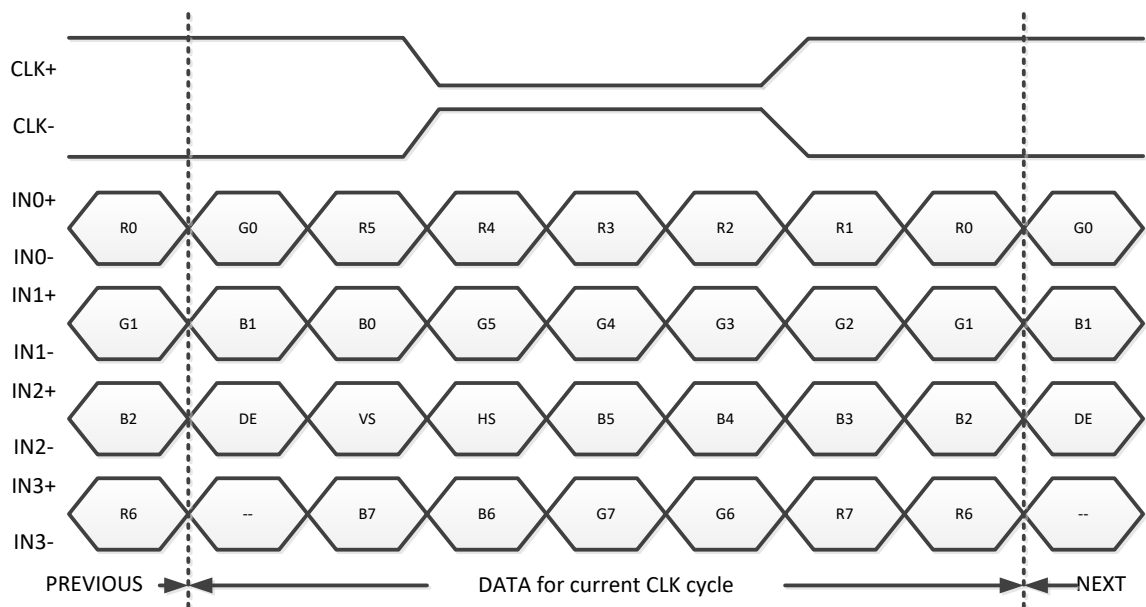 CLK+
CLK-
IN0+
R0 G0 R5 R4 R3 R2 R1 R0 G0
IN0-
IN1+
G1 B1 B0 G5 G4 G3 G2 G1 B1
IN1-
IN2+
B2 DE VS HS B5 B4 B3 B2 DE
IN2-
IN3+
R6 -- B7 B6 G7 G6 R7 R6 --
IN3-
PREVIOUS DATA for current CLK cycle NEXT